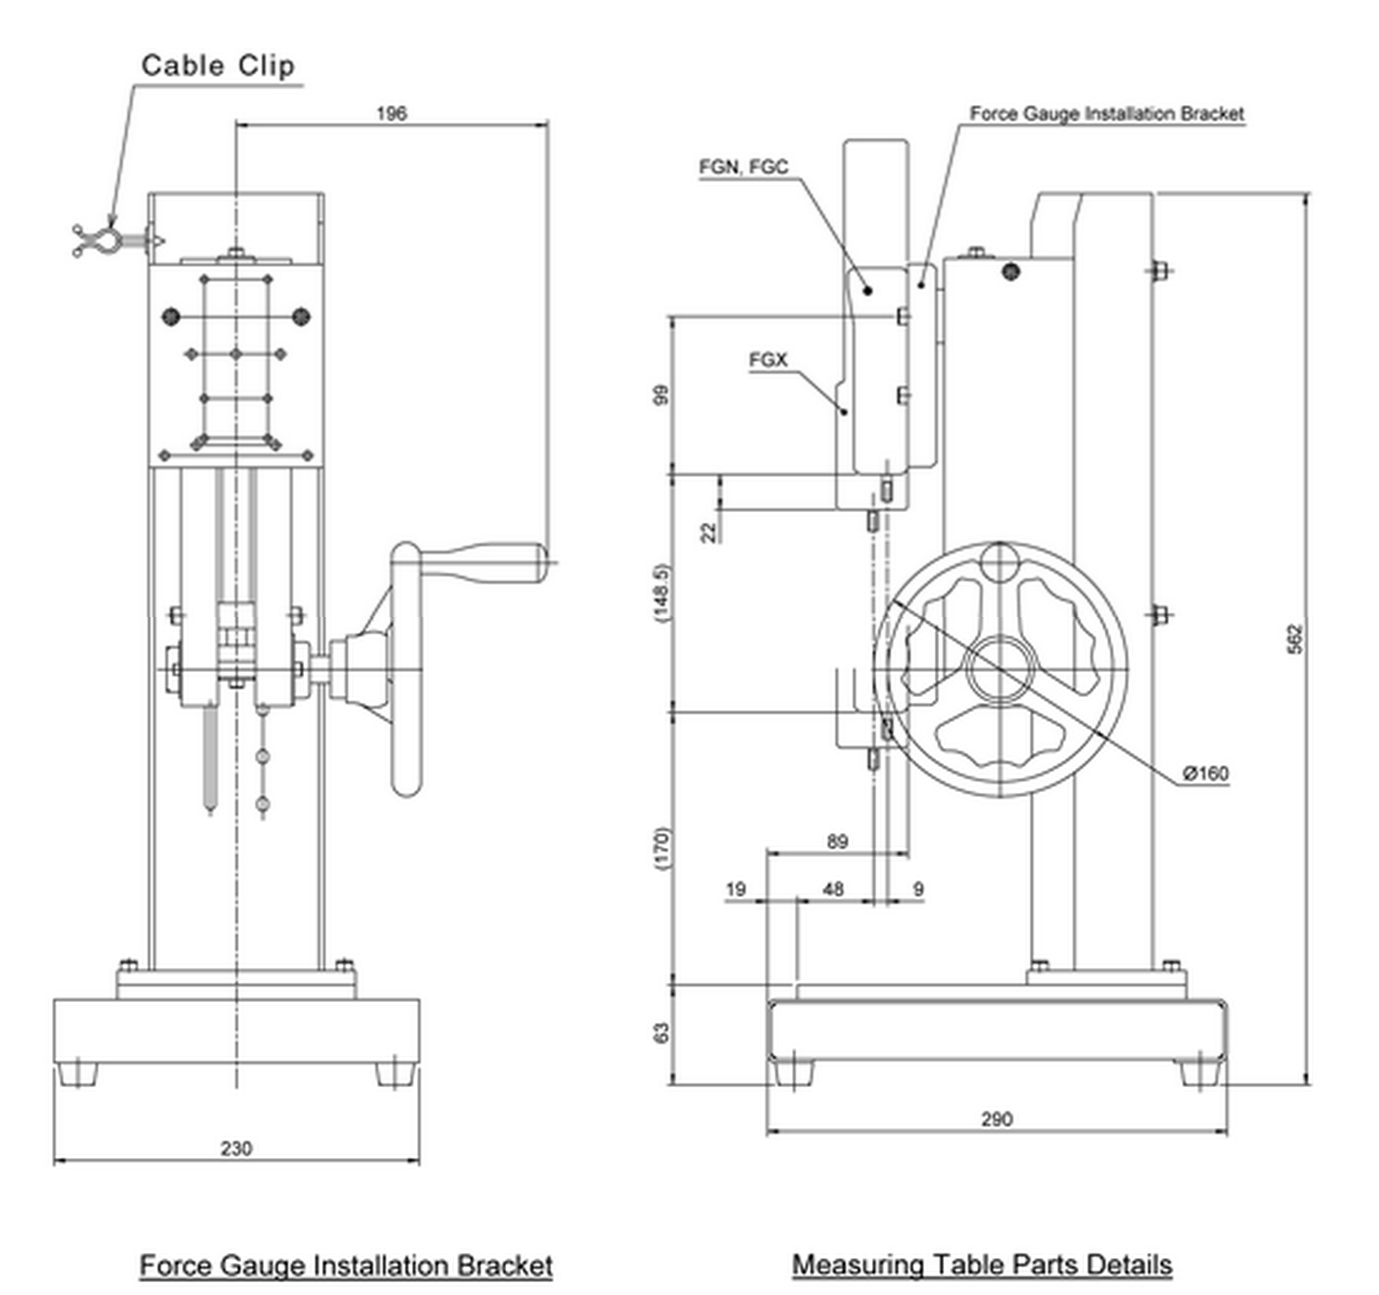 Cable Clip
196
Force Gauge Installation Bracket
FGN, FGC
FGX
99
22
(148.5)
562
Ø160
(170)
89
19
48
9
63
290
230
Force Gauge Installation Bracket
Measuring Table Parts Details